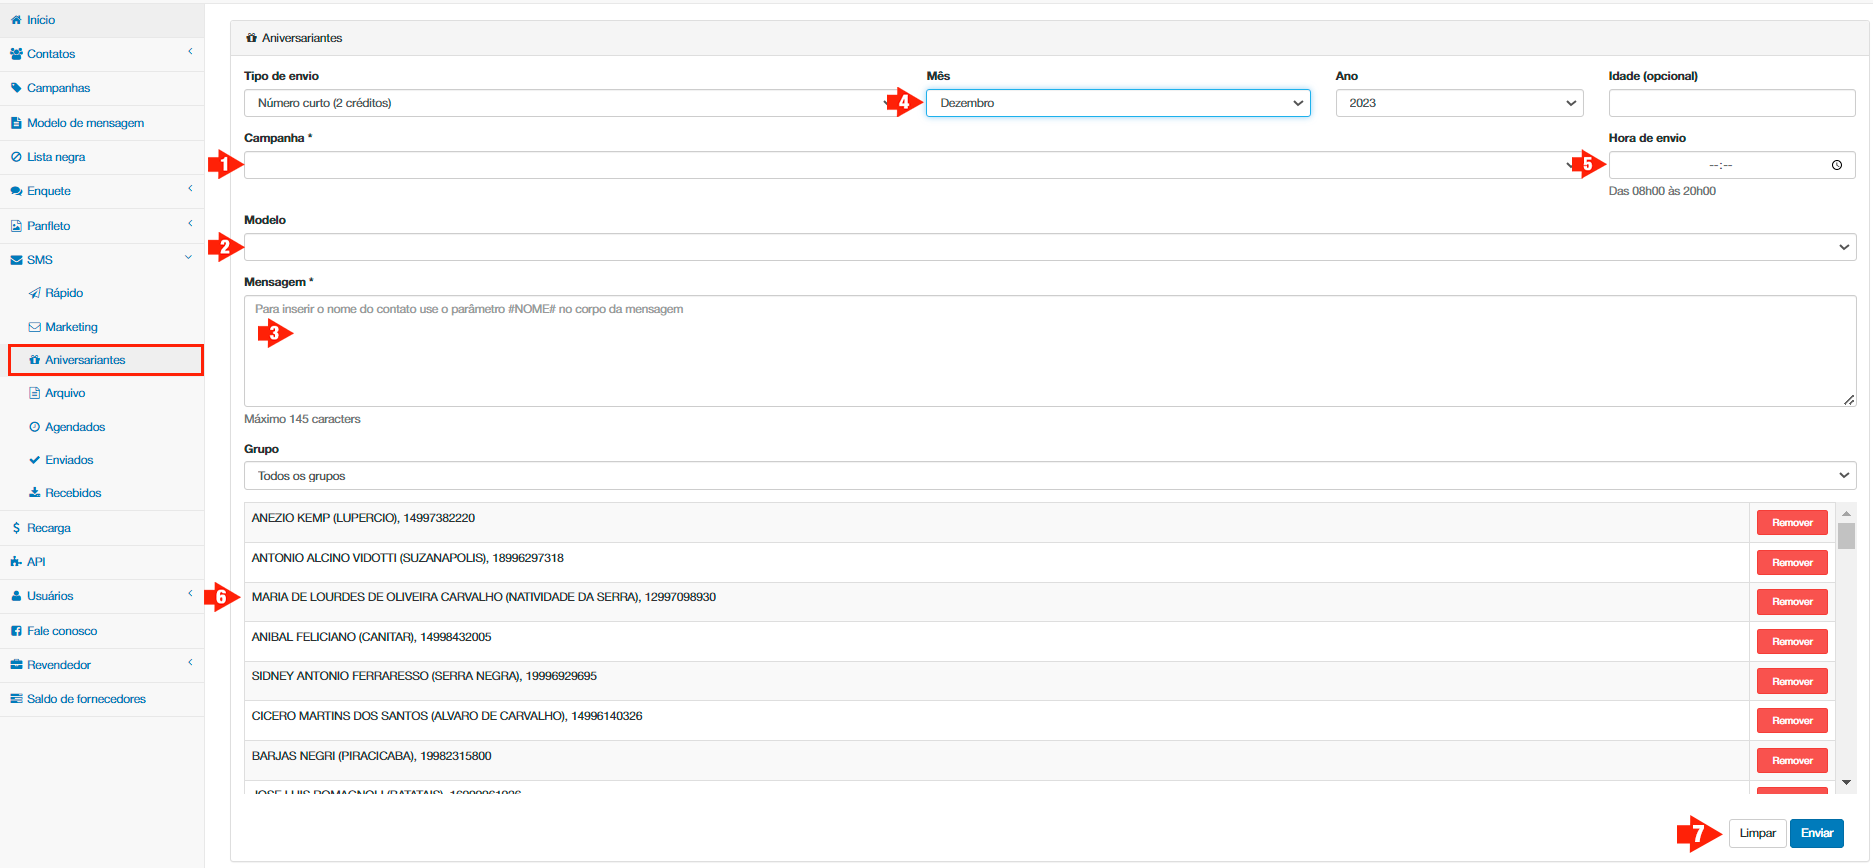 Início
Contatos
Campanhas
Modelo de mensagem
Lista negra
Enquete
Panfleto
SMS
Rápido
Marketing
Aniversariantes
Arquivo
Agendados
Enviados
Recebidos
Recarga
API
Usuários
Fale conosco
Revendedor
Saldo de fornecedores
Aniversariantes
Tipo de envio
Número curto (2 créditos)
4
Mês
Dezembro
Ano
2023
Idade (opcional)
Campanha *
1
5
Hora de envio
--:--
Das 08h00 às 20h00
Modelo
2
Mensagem *
Para inserir o nome do contato use o parâmetro #NOME# no corpo da mensagem
3
Máximo 145 caracters
Grupo
Todos os grupos
ANEZIO KEMP (LUPERCIO), 14997382220 Remover
ANTONIO ALCINO VIDOTTI (SUZANAPOLIS), 18996297318 Remover
6 MARIA DE LOURDES DE OLIVEIRA CARVALHO (NATIVIDADE DA SERRA), 12997098930 Remover
ANIBAL FELICIANO (CANITAR), 14998432005 Remover
SIDNEY ANTONIO FERRARESSO (SERRA NEGRA), 19996929695 Remover
CICERO MARTINS DOS SANTOS (ALVARO DE CARVALHO), 14996140326 Remover
BARJAS NEGRI (PIRACICABA), 19982315800 Remover
JOSE LUIS ROMAGNOLI (BATATAIS),
7 Limpar Enviar